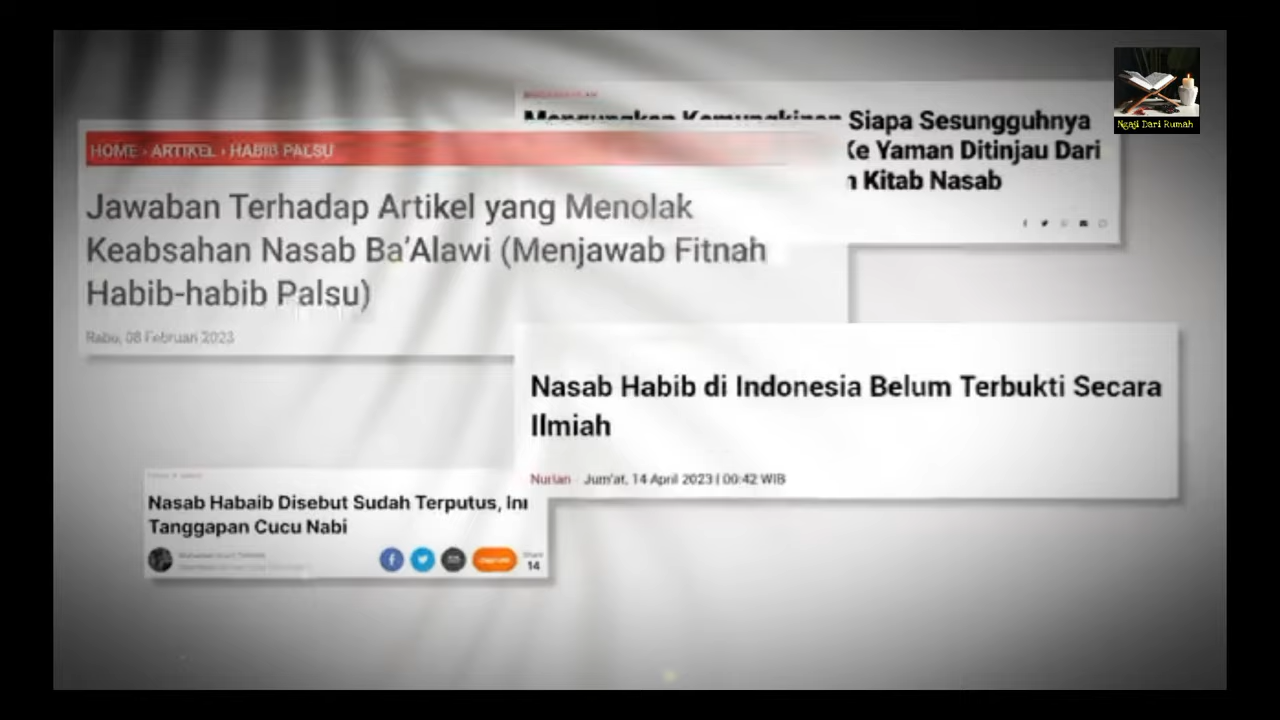 Ngaji Dari Rumah
Siapa Sesungguhnya
Ke Yaman Ditinjau Dari
Kitab Nasab
HOME › ARTIKEL › HABIB PALSU
Jawaban Terhadap Artikel yang Menolak
Keabsahan Nasab Ba'Alawi (Menjawab Fitnah
Habib-habib Palsu)
Rabu, 08 Februari 2023
Nasab Habib di Indonesia Belum Terbukti Secara
Ilmiah
Nurlan - Jum'at, 14 April 2023 | 00:42 WIB
Nasab Habaib Disebut Sudah Terputus, Ini
Tanggapan Cucu Nabi
Share
14